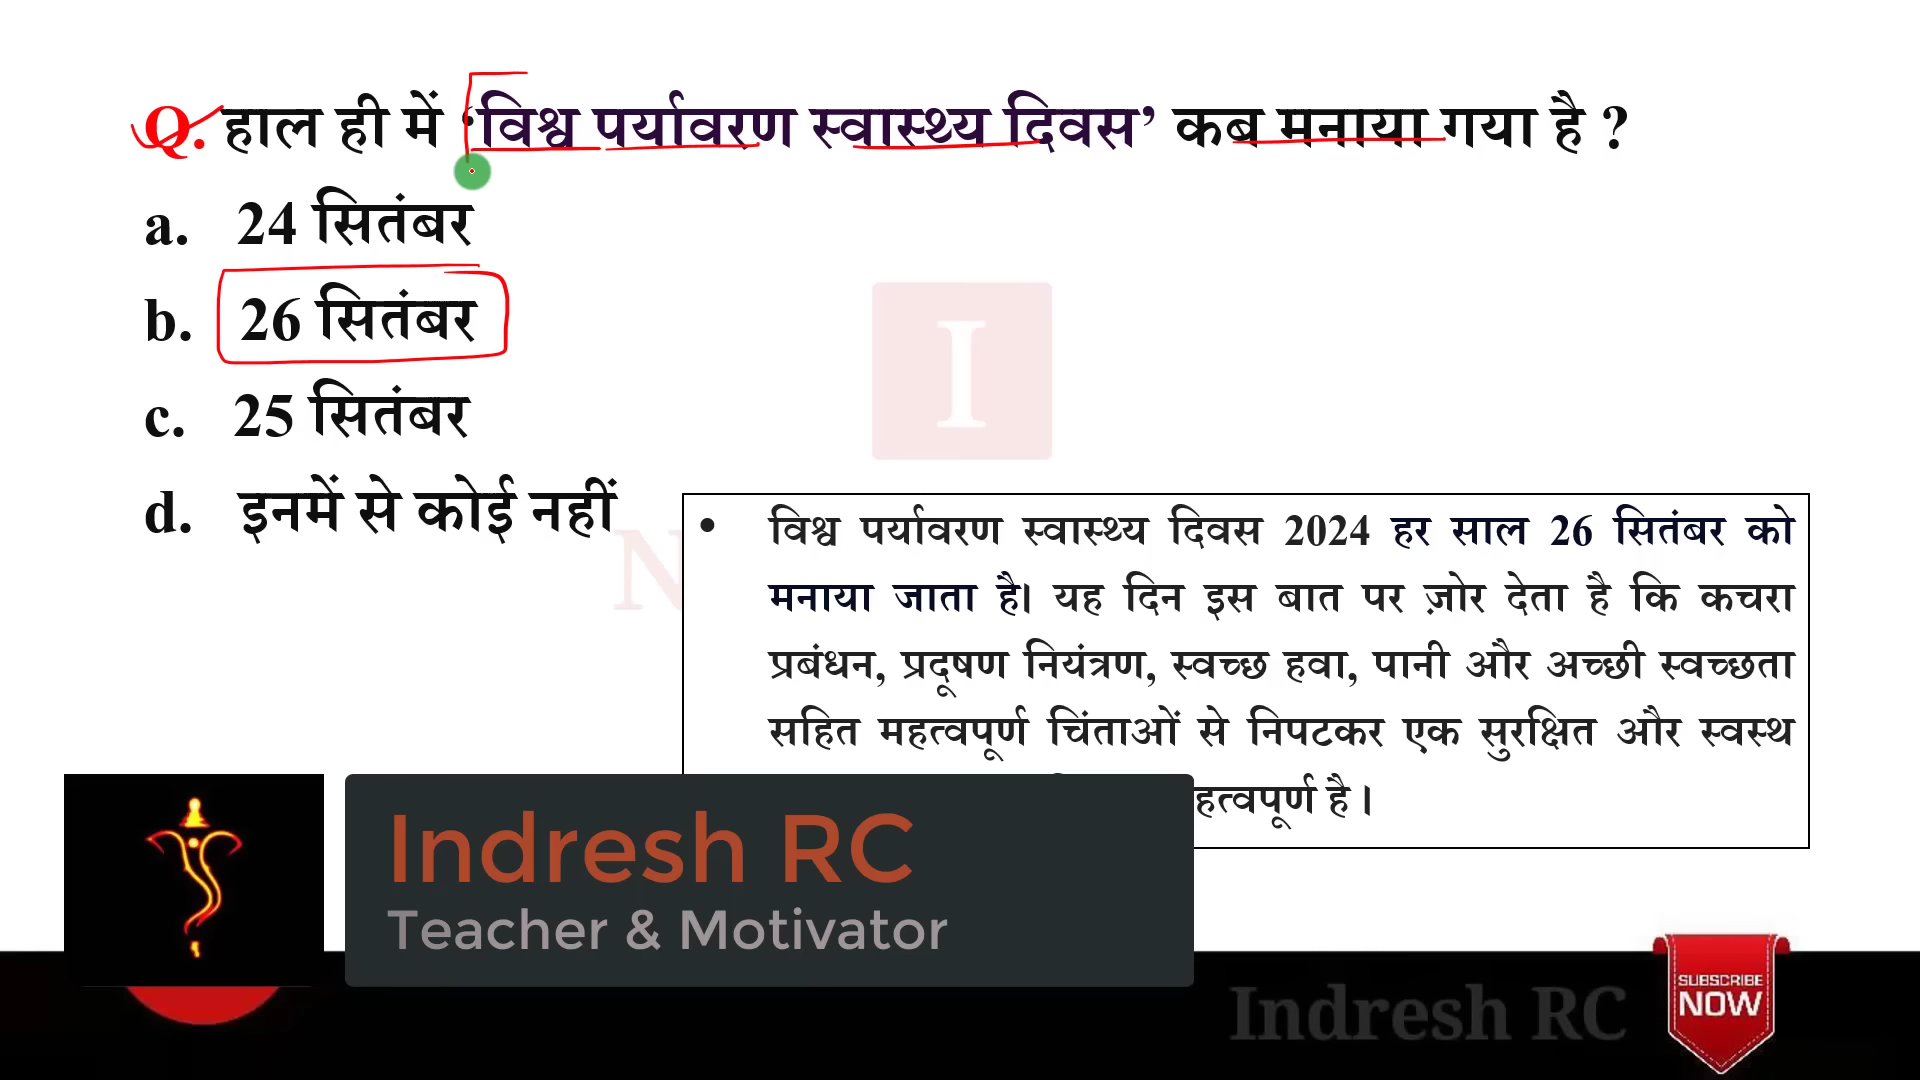 Q. हाल ही में ‘विश्व पर्यावरण स्वास्थ्य दिवस’ कब मनाया गया है ?
a. 24 सितंबर
b. 26 सितंबर
c. 25 सितंबर
d. इनमें से कोई नहीं
I
N
• विश्व पर्यावरण स्वास्थ्य दिवस 2024 हर साल 26 सितंबर को
मनाया जाता है। यह दिन इस बात पर ज़ोर देता है कि कचरा
प्रबंधन, प्रदूषण नियंत्रण, स्वच्छ हवा, पानी और अच्छी स्वच्छता
सहित महत्वपूर्ण चिंताओं से निपटकर एक सुरक्षित और स्वस्थ
है।
Indresh RC
Teacher & Motivator
Indresh RC
SUBSCRIBE
NOW